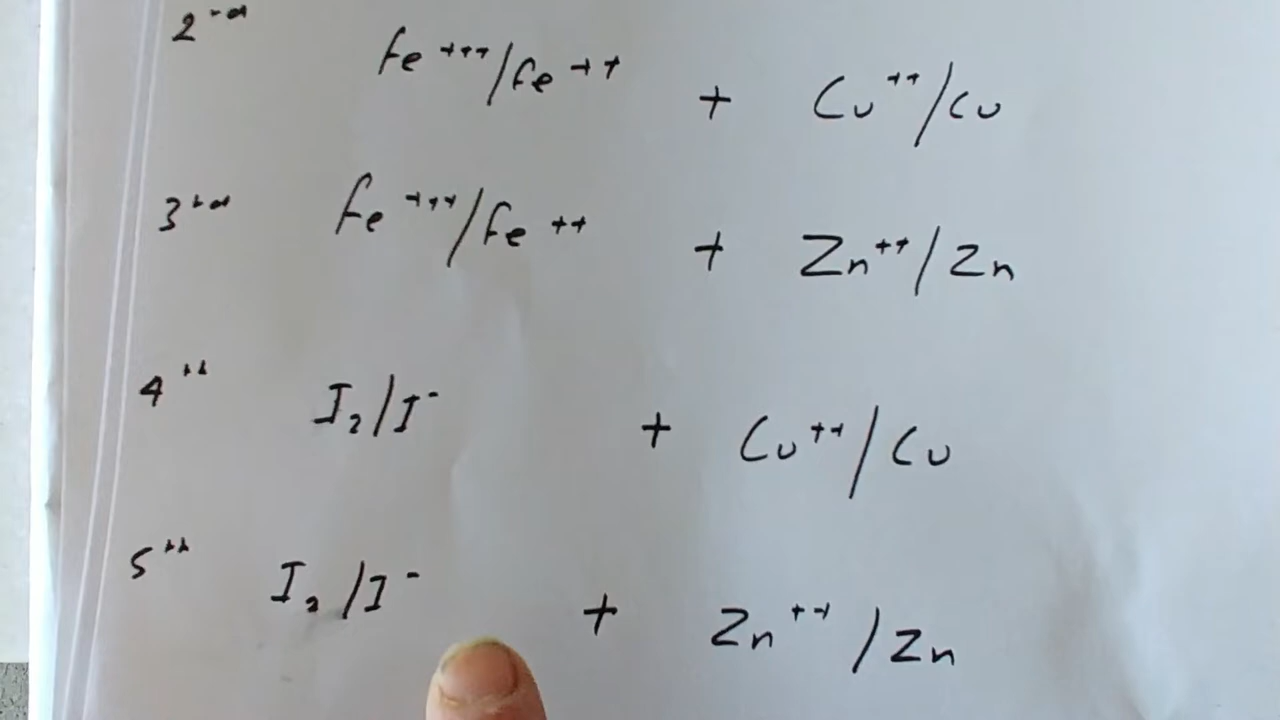 2nd Fe+++/Fe++ + Cu++/Cu
3rd Fe+++/Fe++ + Zn++/Zn
4th I2/I- + Cu++/Cu
5th I2/I- + Zn++/Zn